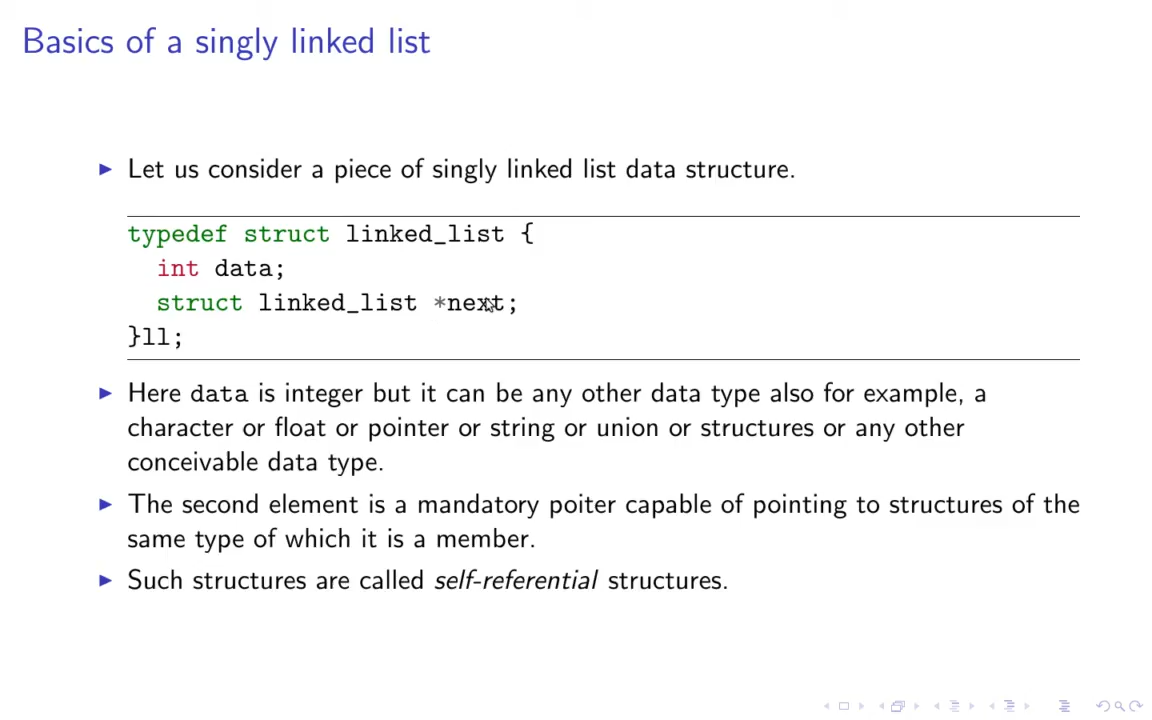 Basics of a singly linked list
Let us consider a piece of singly linked list data structure.
typedef struct linked_list {
int data;
struct linked_list *next;
}ll;
Here data is integer but it can be any other data type also for example, a
character or float or pointer or string or union or structures or any other
conceivable data type.
The second element is a mandatory poiter capable of pointing to structures of the
same type of which it is a member.
Such structures are called self-referential structures.